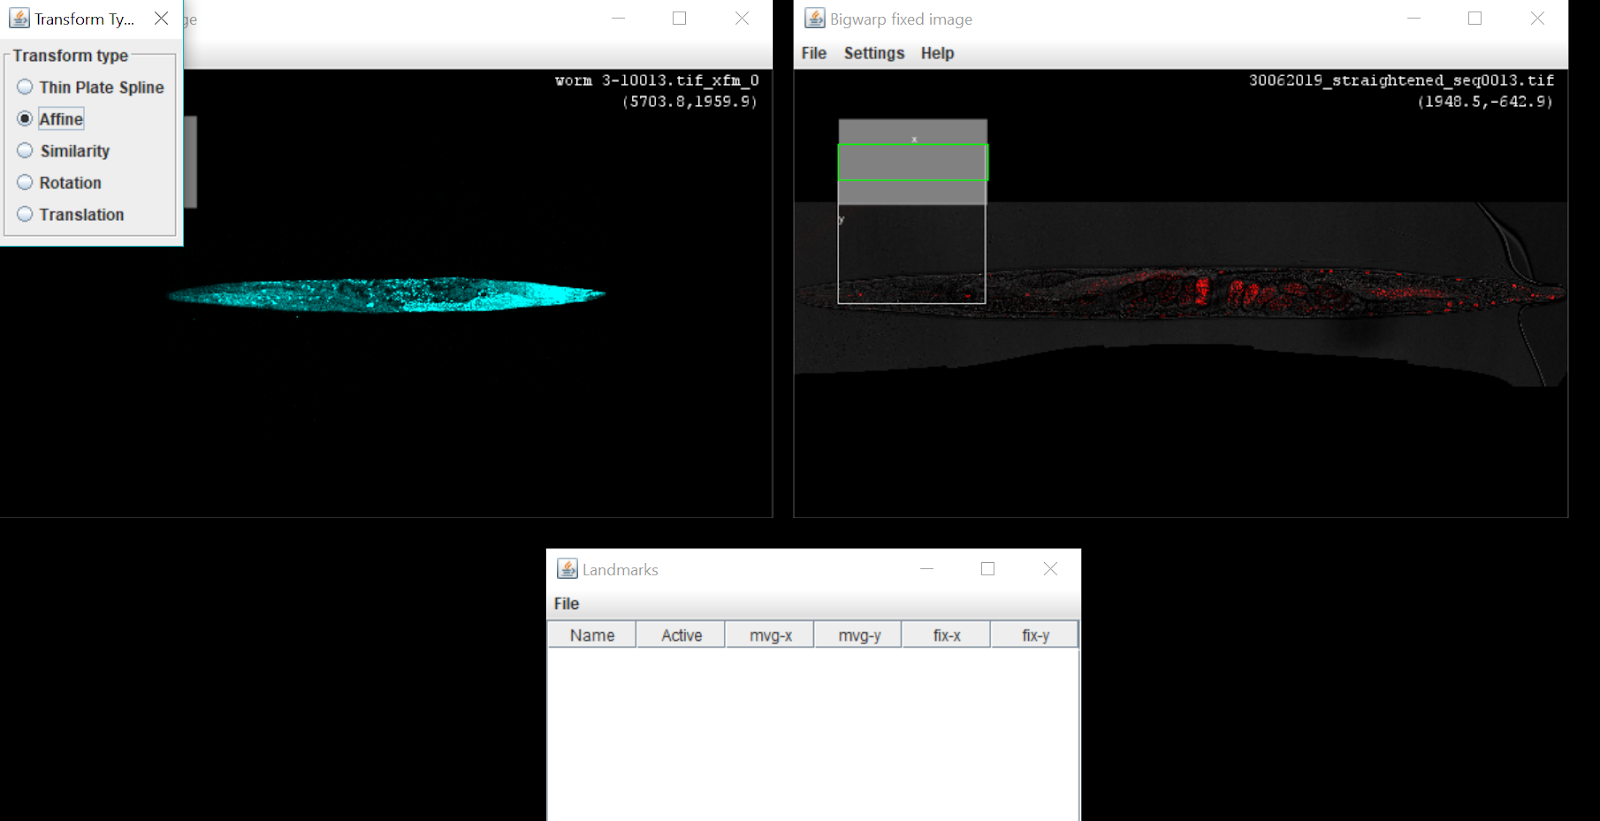 Transform Ty...
ge
Transform type
Thin Plate Spline
Affine
Similarity
Rotation
Translation
worm 3-10013.tif_xfm_0
(5703.8,1959.9)
Bigwarp fixed image
File Settings Help
30062019_straightened_seq0013.tif
(1948.5,-642.9)
x
y
Landmarks
File
Name Active mvg-x mvg-y fix-x fix-y